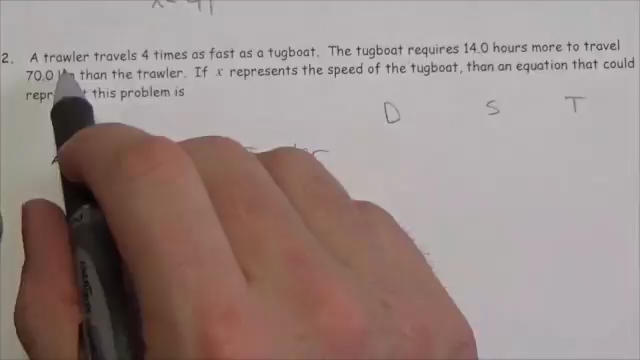 2. A trawler travels 4 times as fast as a tugboat. The tugboat requires 14.0 hours more to travel
70.0 than the trawler. If x represents the speed of the tugboat, than an equation that could
this problem is
D S T